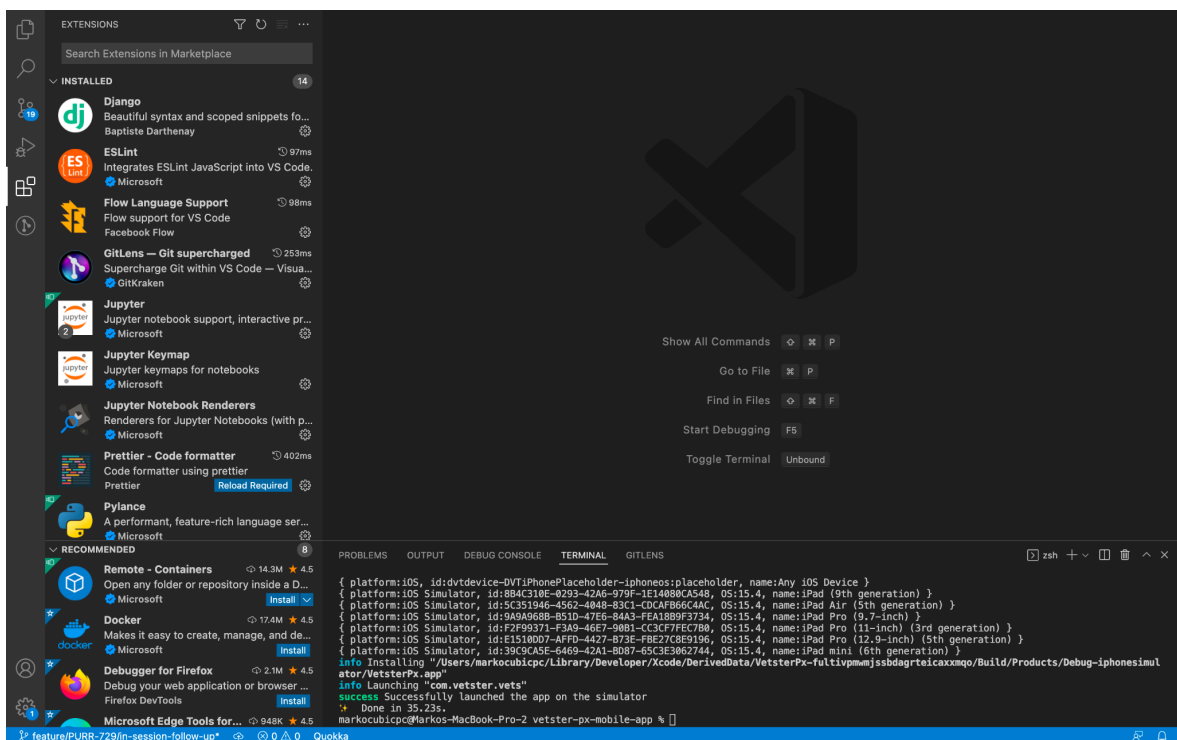 EXTENSIONS
Search Extensions in Marketplace
INSTALLED 14
19
dj
Django
Beautiful syntax and scoped snippets fo...
Baptiste Darthenay
ES
Lint
ESLint 97ms
Integrates ESLint JavaScript into VS Code.
Microsoft
Flow Language Support 98ms
Flow support for VS Code
Facebook Flow
GitLens — Git supercharged 253ms
Supercharge Git within VS Code — Visua...
GitKraken
jupyter
2
Jupyter
Jupyter notebook support, interactive pr...
Microsoft
jupyter
Jupyter Keymap
Jupyter keymaps for notebooks
Microsoft
Jupyter Notebook Renderers
Renderers for Jupyter Notebooks (with p...
Microsoft
Prettier - Code formatter 402ms
Code formatter using prettier
Prettier Reload Required
Pylance
A performant, feature-rich language ser...
Microsoft
RECOMMENDED 8
Remote - Containers 14.3M ★ 4.5
Open any folder or repository inside a D...
Microsoft Install
docker
Docker 17.4M ★ 4.5
Makes it easy to create, manage, and de...
Microsoft Install
Debugger for Firefox 2.1M ★ 4.5
Debug your web application or browser ...
Firefox DevTools Install
Microsoft Edge Tools for... 948K ★ 4.5
1
Show All Commands ⇧ ⌘ P
Go to File ⌘ P
Find in Files ⇧ ⌘ F
Start Debugging F5
Toggle Terminal Unbound
PROBLEMS OUTPUT DEBUG CONSOLE TERMINAL GITLENS zsh
{ platform:iOS, id:dvtdevice-DVTiPhonePlaceholder-iphoneos:placeholder, name:Any iOS Device }
{ platform:iOS Simulator, id:8B4C310E-0293-42A6-979F-1E14080CA548, OS:15.4, name:iPad (9th generation) }
{ platform:iOS Simulator, id:5C351946-4562-4048-83C1-CDCAFB66C4AC, OS:15.4, name:iPad Air (5th generation) }
{ platform:iOS Simulator, id:9A9A968B-B51D-47E6-84A3-FEA18B9F3734, OS:15.4, name:iPad Pro (9.7-inch) }
{ platform:iOS Simulator, id:F2F99371-F3A9-46E7-90B1-CC3CF7FEC7B0, OS:15.4, name:iPad Pro (11-inch) (3rd generation) }
{ platform:iOS Simulator, id:E1510DD7-AFFD-4427-B73E-FBE27C8E9196, OS:15.4, name:iPad Pro (12.9-inch) (5th generation) }
{ platform:iOS Simulator, id:39C9CA5E-6469-42A1-BD87-65C3E3062744, OS:15.4, name:iPad mini (6th generation) }
info Installing "/Users/markocubicpc/Library/Developer/Xcode/DerivedData/VetsterPx-fultivpmwmjssbdagrteicaxxmqo/Build/Products/Debug-iphonesimul
ator/VetsterPx.app"
info Launching "com.vetster.vets"
success Successfully launched the app on the simulator
✨ Done in 35.23s.
markocubicpc@Markos-MacBook-Pro-2 vetster-px-mobile-app %
feature/PURR-729/in-session-follow-up* 0 0 Quokka